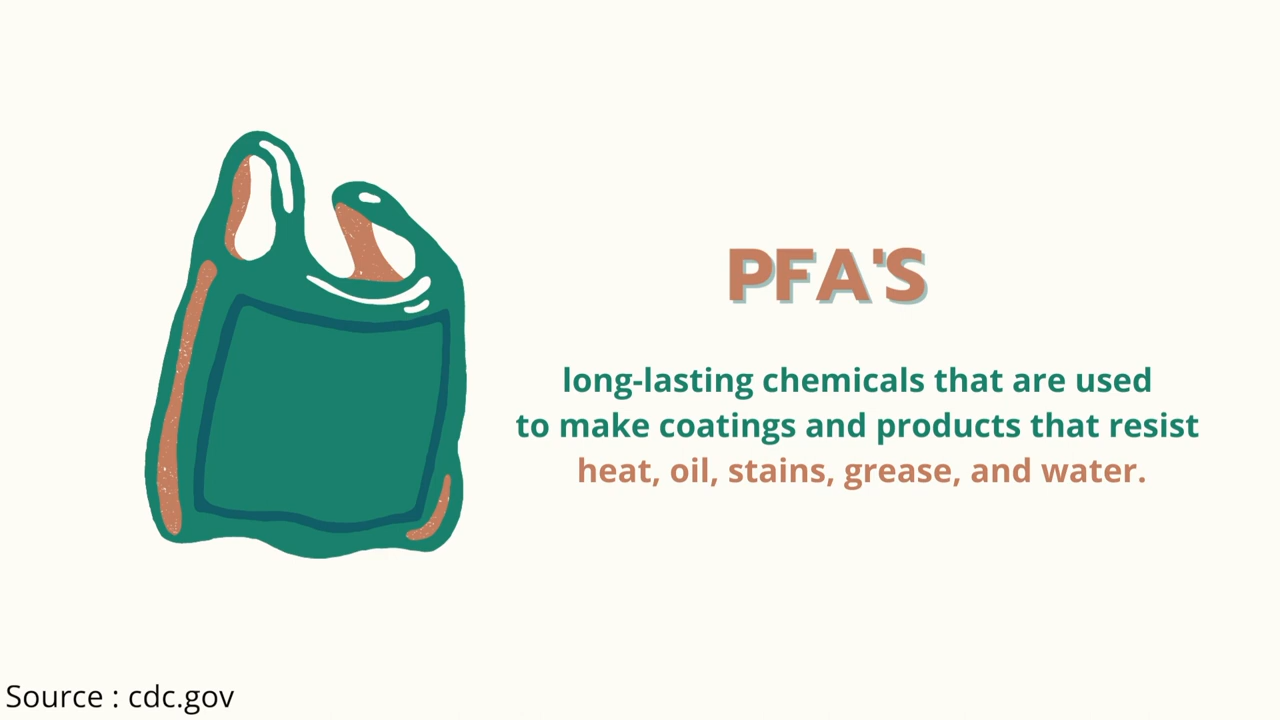 PFA'S
long-lasting chemicals that are used
to make coatings and products that resist
heat, oil, stains, grease, and water.
Source : cdc.gov